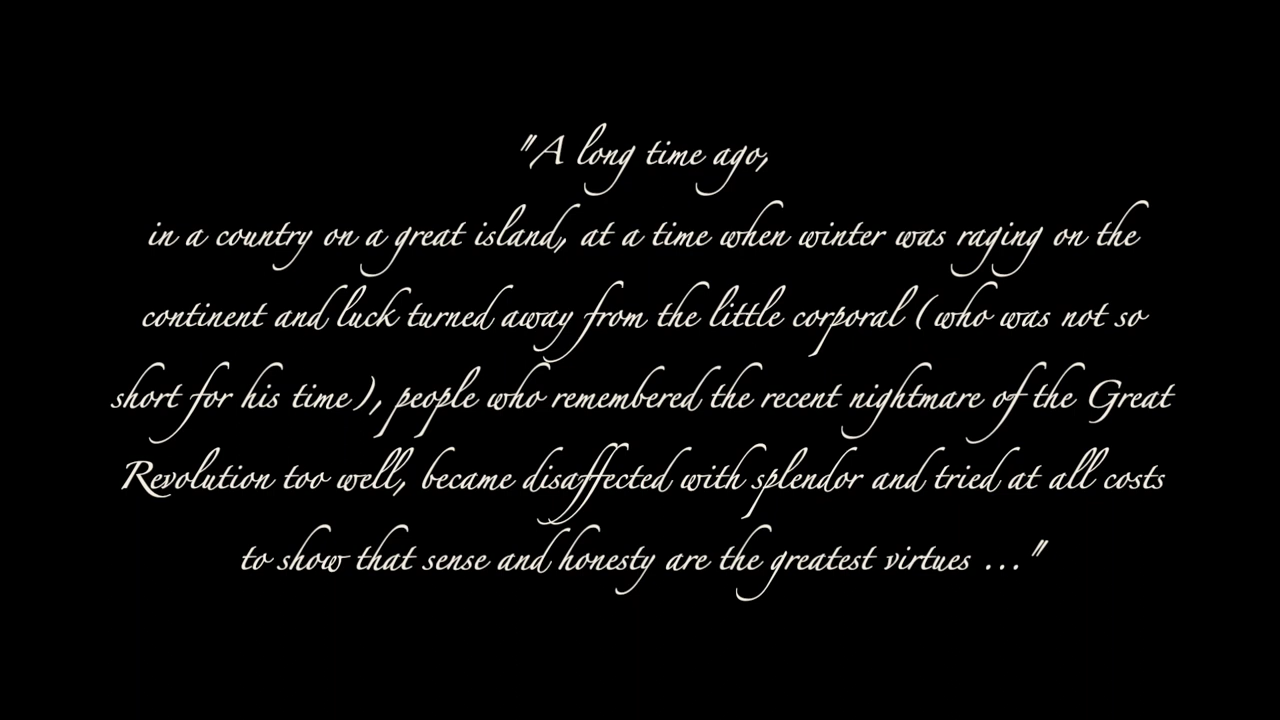 "A long time ago,
in a country on a great island, at a time when winter was raging on the
continent and luck turned away from the little corporal (who was not so
short for his time), people who remembered the recent nightmare of the Great
Revolution too well, became disaffected with splendor and tried at all costs
to show that sense and honesty are the greatest virtues ..."